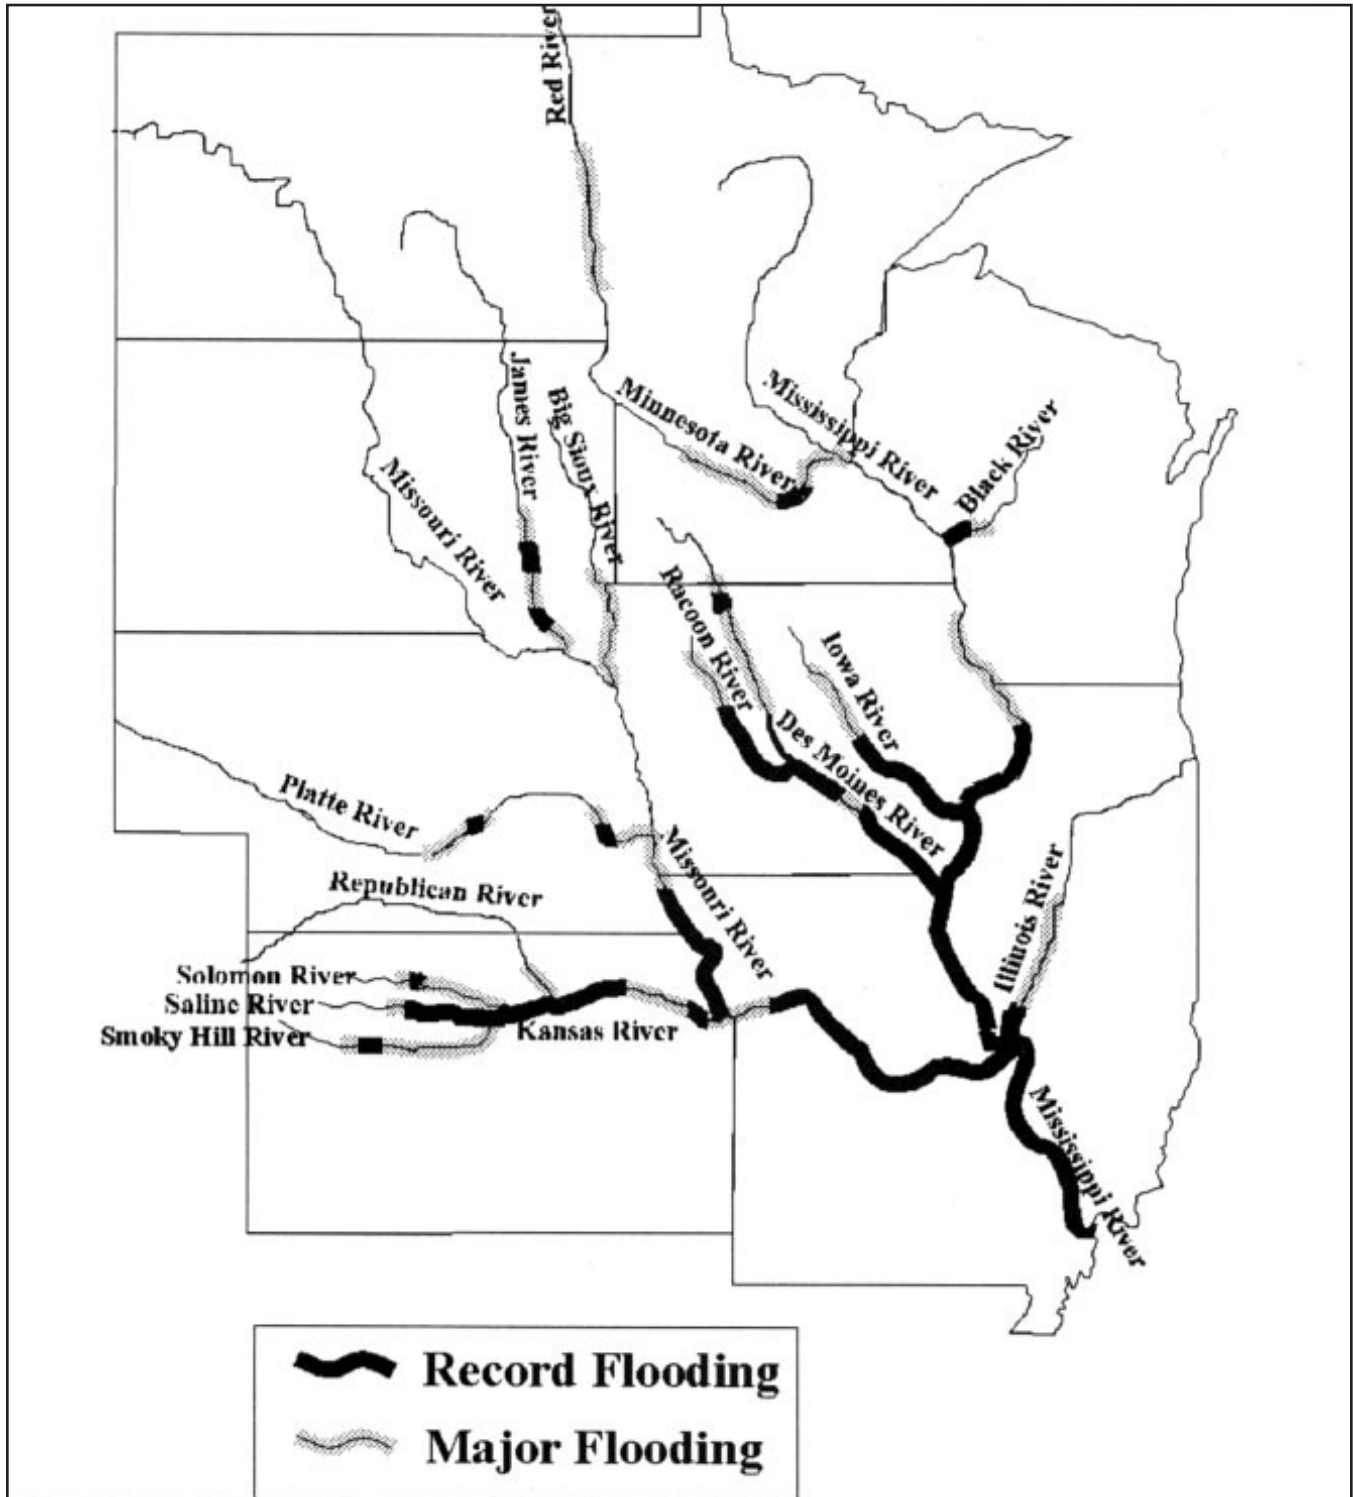 Red River
James River
Big Sioux River
Minnesota River
Mississippi River
Black River
Missouri River
Racoon River
Iowa River
Des Moines River
Platte River
Missouri River
Republican River
Illinois River
Solomon River
Saline River
Smoky Hill River
Kansas River
Mississippi River
Record Flooding
Major Flooding